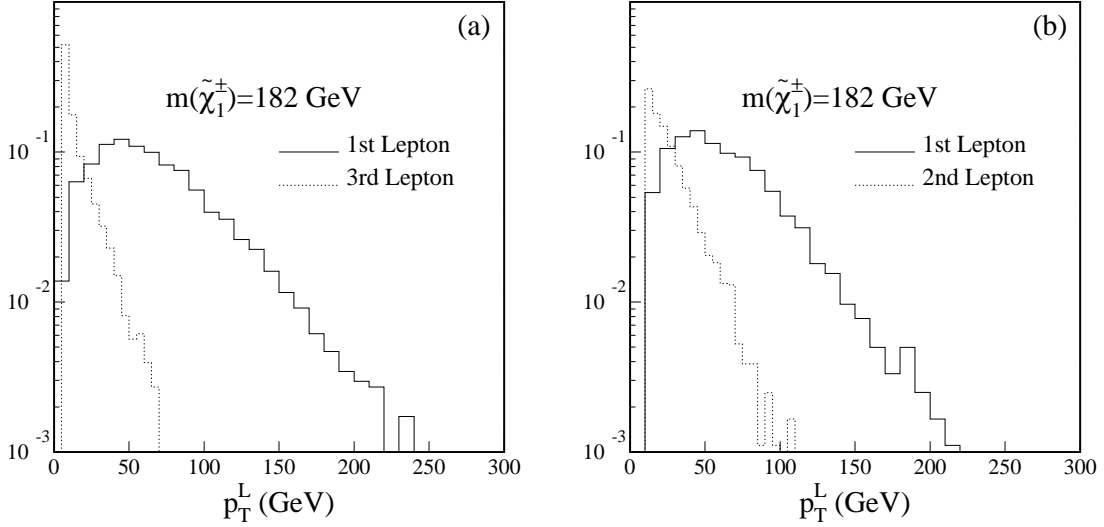 (a)
m(χ̃₁±)=182 GeV
1st Lepton
3rd Lepton
10⁻¹
10⁻²
10⁻³
0 50 100 150 200 250 300
p_T^L (GeV)
(b)
m(χ̃₁±)=182 GeV
1st Lepton
2nd Lepton
10⁻¹
10⁻²
10⁻³
0 50 100 150 200 250 300
p_T^L (GeV)